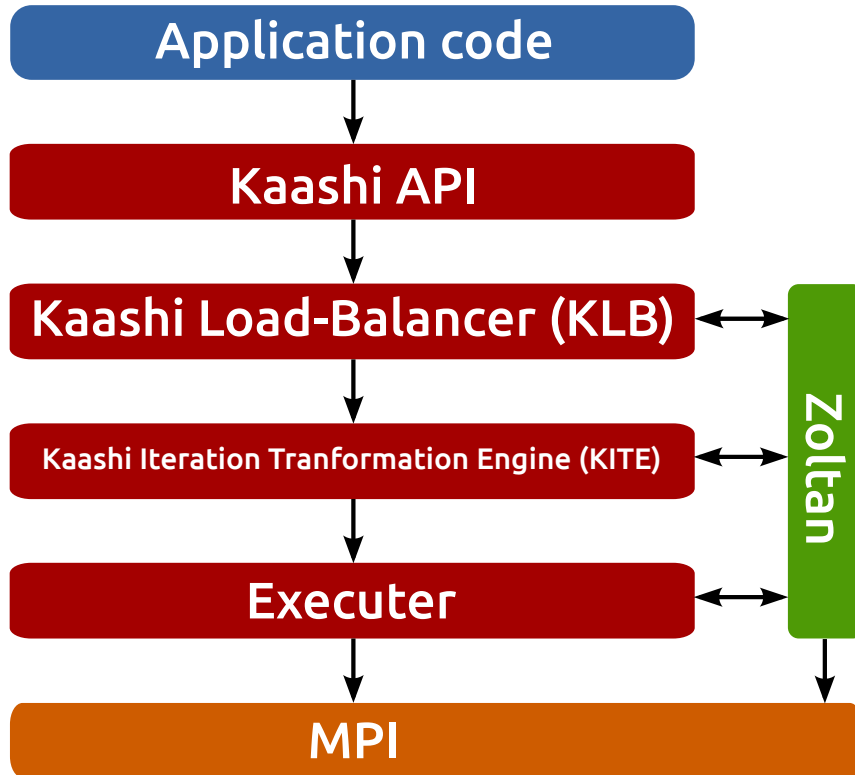 Application code
Kaashi API
Kaashi Load-Balancer (KLB)
Kaashi Iteration Tranformation Engine (KITE)
Zoltan
Executer
MPI